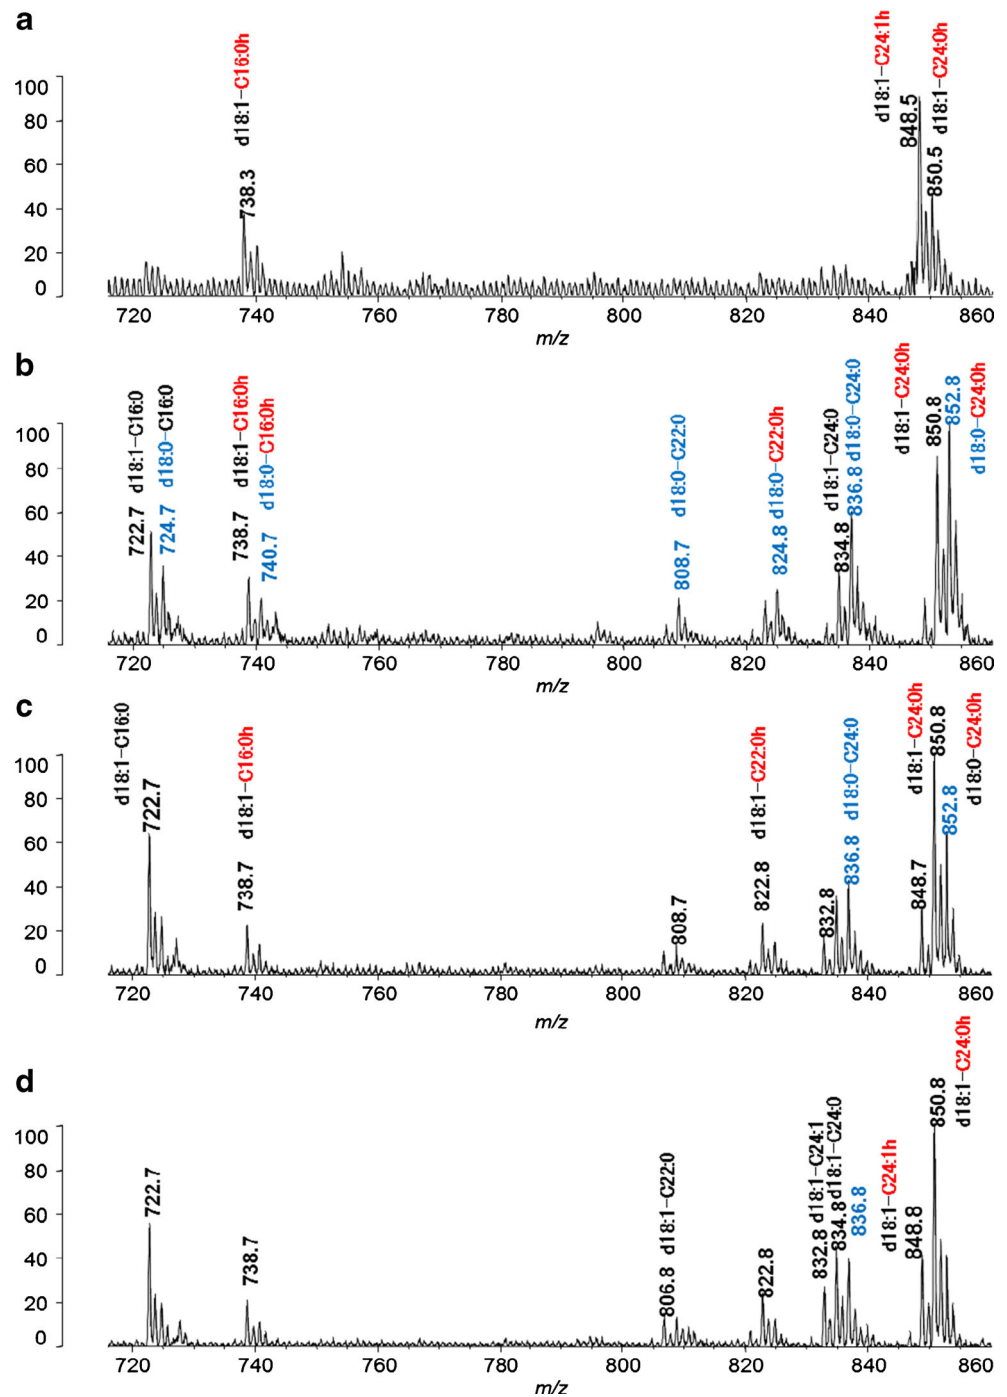 a
d18:1–C16:0h
738.3
d18:1–C24:1h
848.5
d18:1–C24:0h
850.5
100
80
60
40
20
0
720 740 760 780 800 820 840 860
m/z
b
d18:1–C16:0
722.7
d18:0–C16:0
724.7
d18:1–C16:0h
738.7
d18:0–C16:0h
740.7
d18:0–C22:0
808.7
d18:0–C22:0h
824.8
d18:1–C24:0
834.8
d18:0–C24:0
836.8
d18:1–C24:0h
850.8
852.8
d18:0–C24:0h
100
80
60
40
20
0
720 740 760 780 800 820 840 860
m/z
c
d18:1–C16:0
722.7
d18:1–C16:0h
738.7
808.7
d18:1–C22:0h
822.8
832.8
d18:0–C24:0
836.8
848.7
d18:1–C24:0h
850.8
852.8
d18:0–C24:0h
100
80
60
40
20
0
720 740 760 780 800 820 840 860
m/z
d
722.7
738.7
806.8 d18:1–C22:0
822.8
832.8 d18:1–C24:1
834.8 d18:1–C24:0
836.8
d18:1–C24:1h
848.8
850.8
d18:1–C24:0h
100
80
60
40
20
0
720 740 760 780 800 820 840 860
m/z